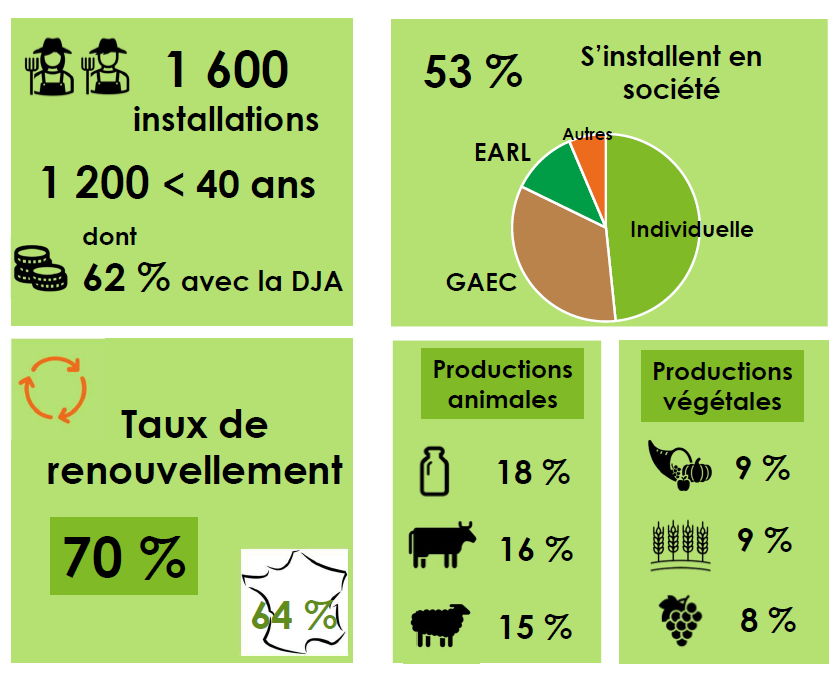 1 600
installations
1 200 < 40 ans
dont
62 % avec la DJA
53 %
S'installent en
société
Autres
EARL
Individuelle
GAEC
Taux de
renouvellement
70 %
64 %
Productions
animales
18 %
16 %
15 %
Productions
végétales
9 %
9 %
8 %